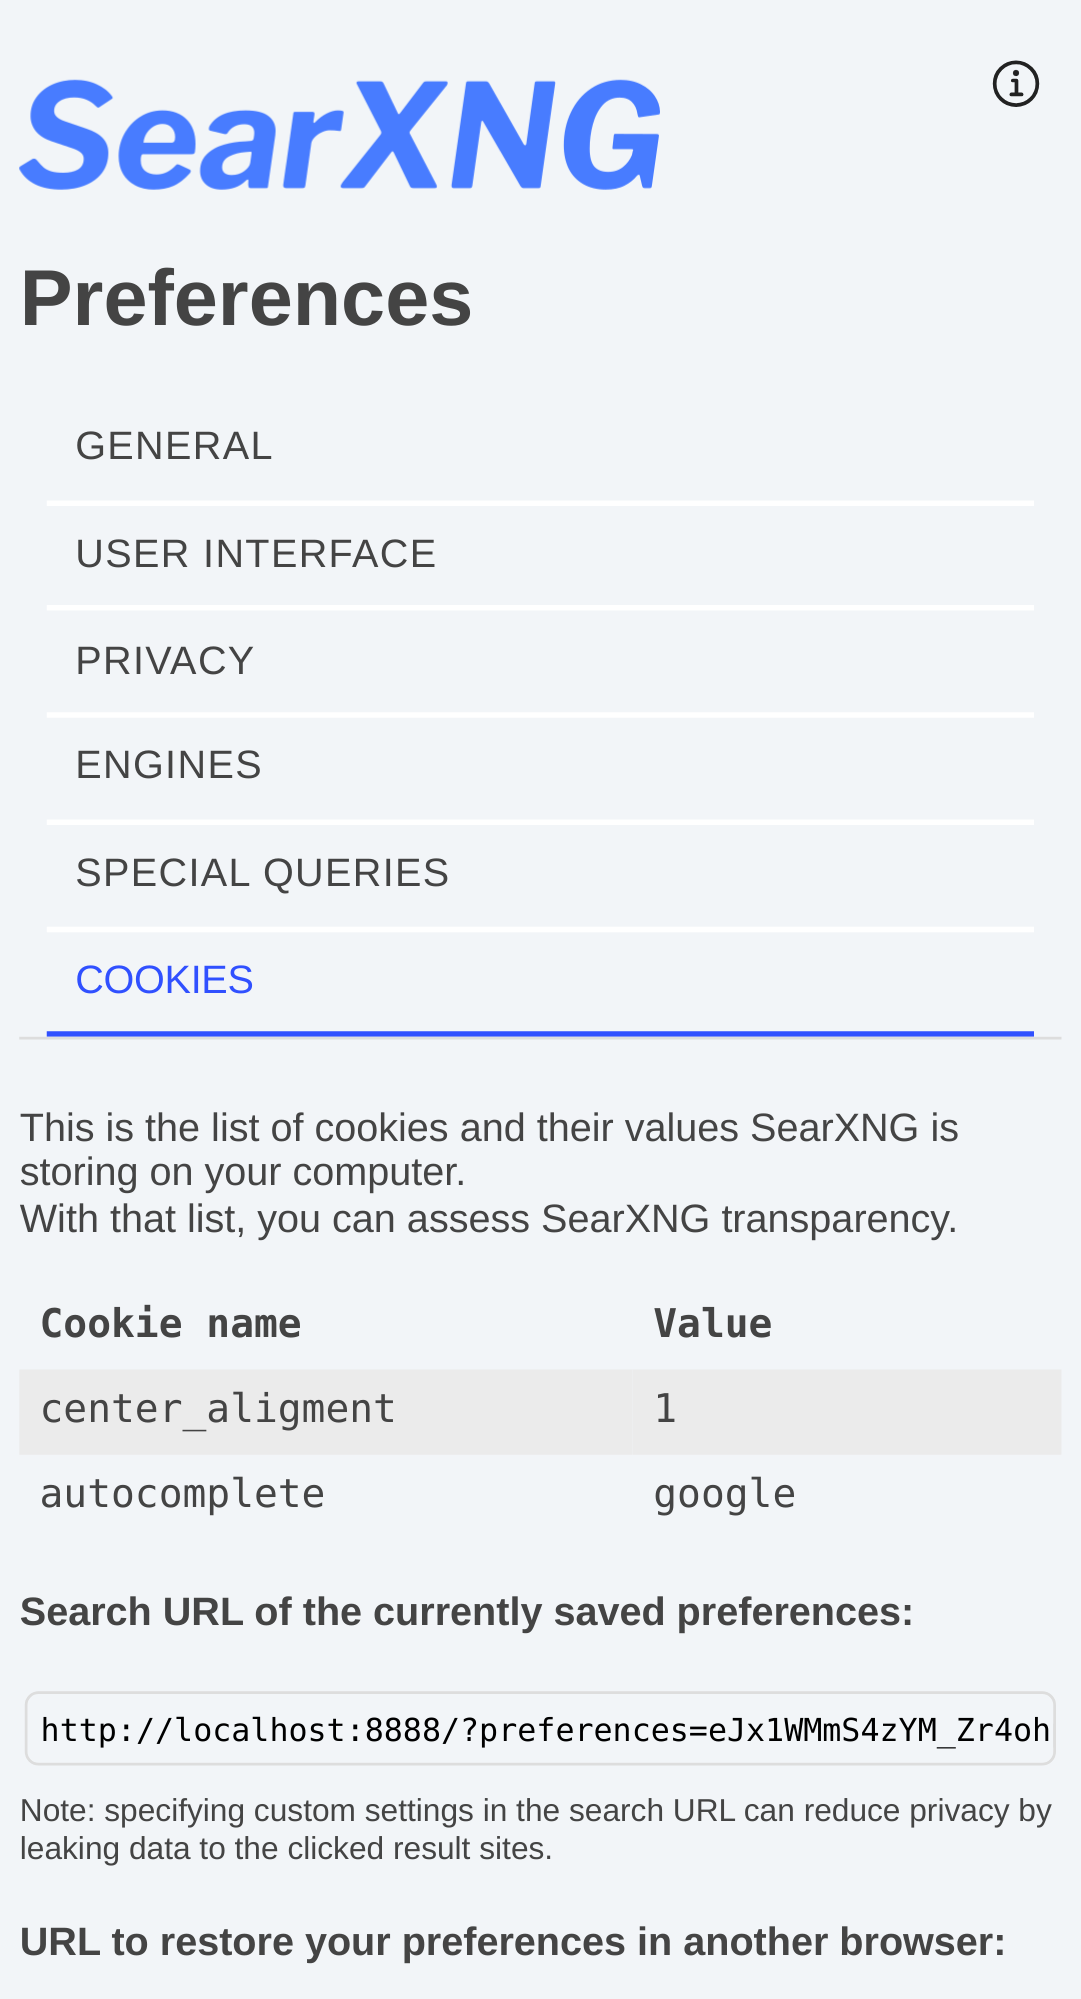 SearXNG
Preferences
GENERAL
USER INTERFACE
PRIVACY
ENGINES
SPECIAL QUERIES
COOKIES
This is the list of cookies and their values SearXNG is
storing on your computer.
With that list, you can assess SearXNG transparency.
Cookie name Value
center_aligment 1
autocomplete google
Search URL of the currently saved preferences:
http://localhost:8888/?preferences=eJx1WMmS4zYM_Zr4oh
Note: specifying custom settings in the search URL can reduce privacy by
leaking data to the clicked result sites.
URL to restore your preferences in another browser: